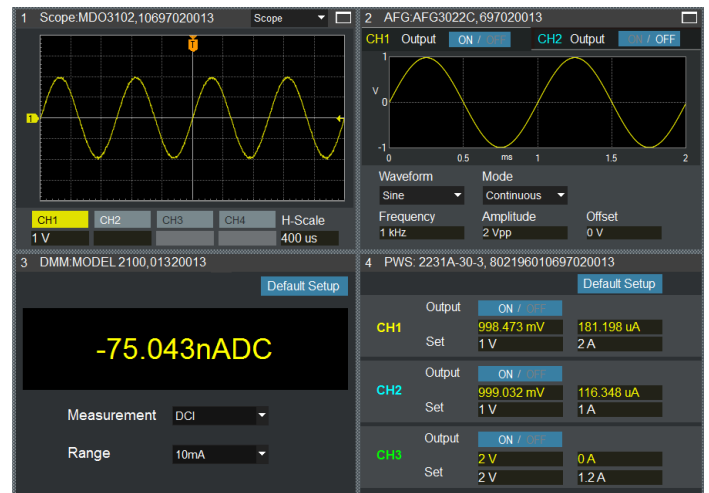 1 Scope:MDO3102,10697020013 Scope
T
1
CH1 CH2 CH3 CH4 H-Scale
1 V 400 us
2 AFG:AFG3022C,697020013
CH1 Output ON / OFF CH2 Output ON / OFF
1
V
0
-1
0 0.5 ms 1 1.5 2
Waveform Mode
Sine Continuous
Frequency Amplitude Offset
1 kHz 2 Vpp 0 V
3 DMM:MODEL 2100,01320013
Default Setup
-75.043nADC
Measurement DCI
Range 10mA
4 PWS: 2231A-30-3, 802196010697020013
Default Setup
Output ON / OFF
CH1 998.473 mV 181.198 uA
Set 1 V 2 A
Output ON / OFF
CH2 999.032 mV 116.348 uA
Set 1 V 1 A
Output ON / OFF
CH3 2 V 0 A
Set 2 V 1.2 A